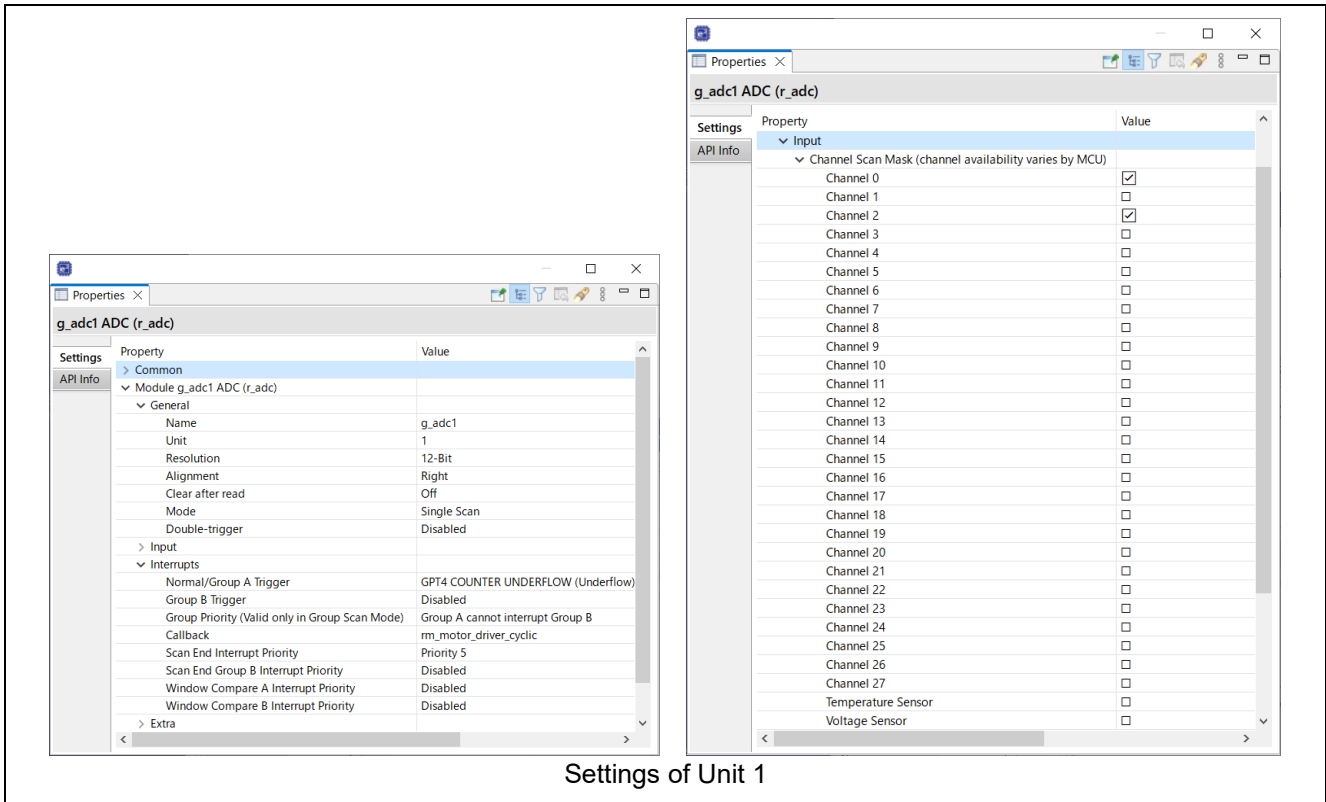 Properties
g_adc1 ADC (r_adc)
Settings
API Info
Property Value
Common
Module g_adc1 ADC (r_adc)
General
Name g_adc1
Unit 1
Resolution 12-Bit
Alignment Right
Clear after read Off
Mode Single Scan
Double-trigger Disabled
Input
Interrupts
Normal/Group A Trigger GPT4 COUNTER UNDERFLOW (Underflow)
Group B Trigger Disabled
Group Priority (Valid only in Group Scan Mode) Group A cannot interrupt Group B
Callback rm_motor_driver_cyclic
Scan End Interrupt Priority Priority 5
Scan End Group B Interrupt Priority Disabled
Window Compare A Interrupt Priority Disabled
Window Compare B Interrupt Priority Disabled
Extra
Properties
g_adc1 ADC (r_adc)
Settings
API Info
Property Value
Input
Channel Scan Mask (channel availability varies by MCU)
Channel 0
Channel 1
Channel 2
Channel 3
Channel 4
Channel 5
Channel 6
Channel 7
Channel 8
Channel 9
Channel 10
Channel 11
Channel 12
Channel 13
Channel 14
Channel 15
Channel 16
Channel 17
Channel 18
Channel 19
Channel 20
Channel 21
Channel 22
Channel 23
Channel 24
Channel 25
Channel 26
Channel 27
Temperature Sensor
Voltage Sensor
Settings of Unit 1